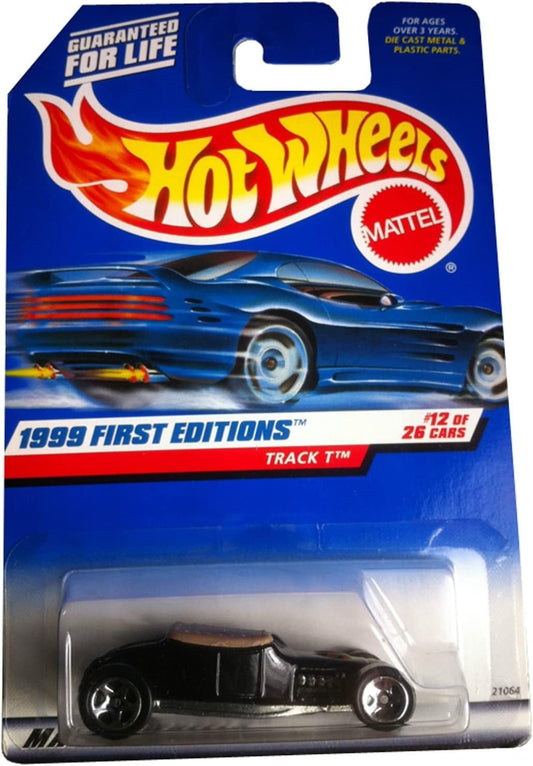 GUARANTEED
FOR LIFE
FOR AGES
OVER 3 YEARS.
DIE CAST METAL &
PLASTIC PARTS.
HOT WHEELS
MATTEL
®
1999 FIRST EDITIONS™
#12 OF
26 CARS
TRACK T™
21064